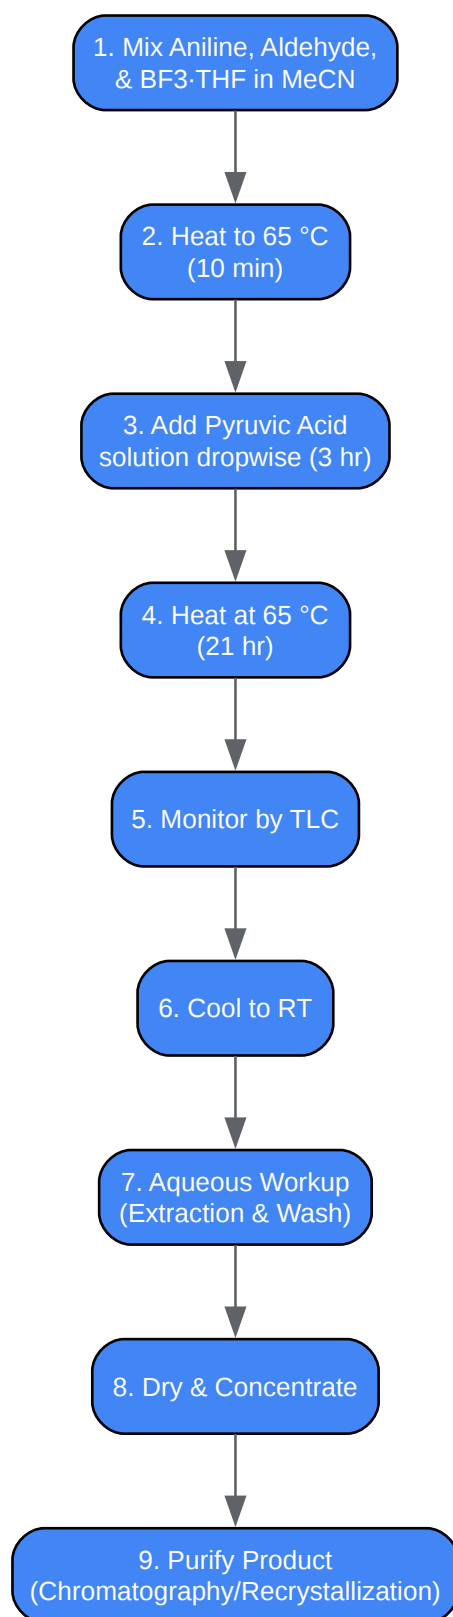 1. Mix Aniline, Aldehyde,
& BF3·THF in MeCN
2. Heat to 65 °C
(10 min)
3. Add Pyruvic Acid
solution dropwise (3 hr)
4. Heat at 65 °C
(21 hr)
5. Monitor by TLC
6. Cool to RT
7. Aqueous Workup
(Extraction & Wash)
8. Dry & Concentrate
9. Purify Product
(Chromatography/Recrystallization)